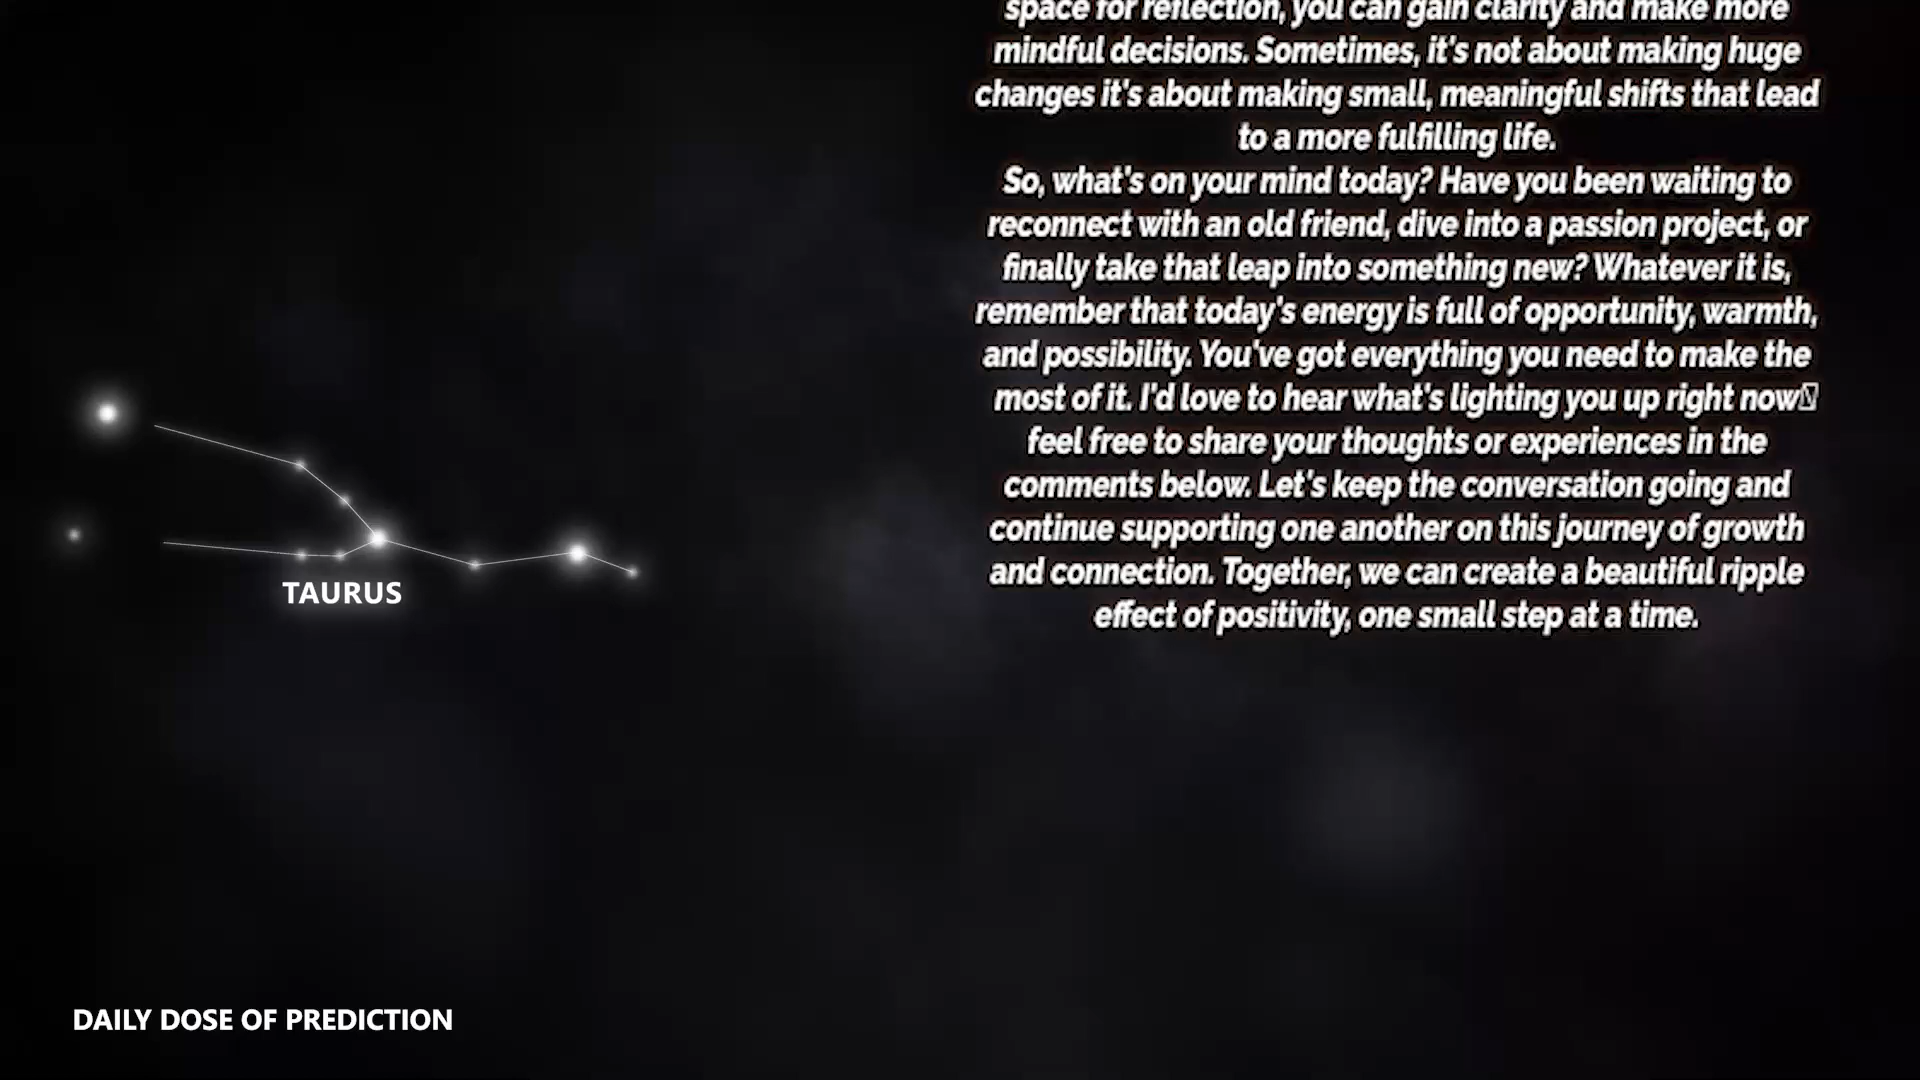 space for reflection, you can gain clarity and make more
mindful decisions. Sometimes, it's not about making huge
changes it's about making small, meaningful shifts that lead
to a more fulfilling life.
So, what's on your mind today? Have you been waiting to
reconnect with an old friend, dive into a passion project, or
finally take that leap into something new? Whatever it is,
remember that today's energy is full of opportunity, warmth,
and possibility. You've got everything you need to make the
most of it. I'd love to hear what's lighting you up right now
feel free to share your thoughts or experiences in the
comments below. Let's keep the conversation going and
continue supporting one another on this journey of growth
and connection. Together, we can create a beautiful ripple
effect of positivity, one small step at a time.
TAURUS
DAILY DOSE OF PREDICTION